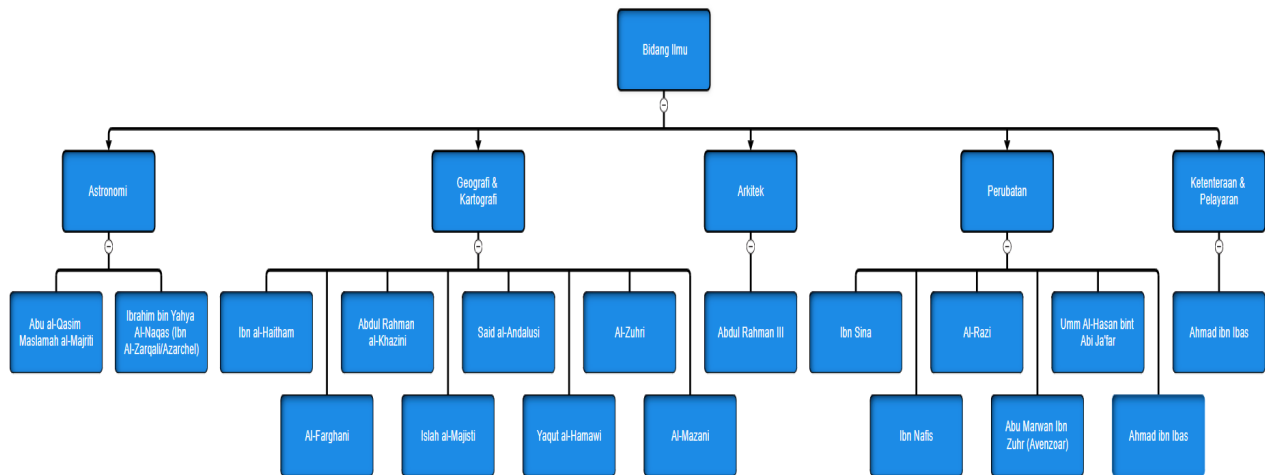 Bidang Ilmu
Astronomi
Geografi &
Kartografi
Arkitek
Perubatan
Ketenteraan &
Pelayaran
Abu al-Qasim
Maslamah al-Majriti
Ibrahim bin Yahya
Al-Naqas (Ibn
Al-Zarqali/Azarchel)
Ibn al-Haitham
Abdul Rahman
al-Khazini
Said al-Andalusi
Al-Zuhri
Abdul Rahman III
Ibn Sina
Al-Razi
Umm Al-Hasan bint
Abi Ja'far
Ahmad ibn Ibas
Al-Farghani
Islah al-Majisti
Yaqut al-Hamawi
Al-Mazani
Ibn Nafis
Abu Marwan Ibn
Zuhr (Avenzoar)
Ahmad ibn Ibas